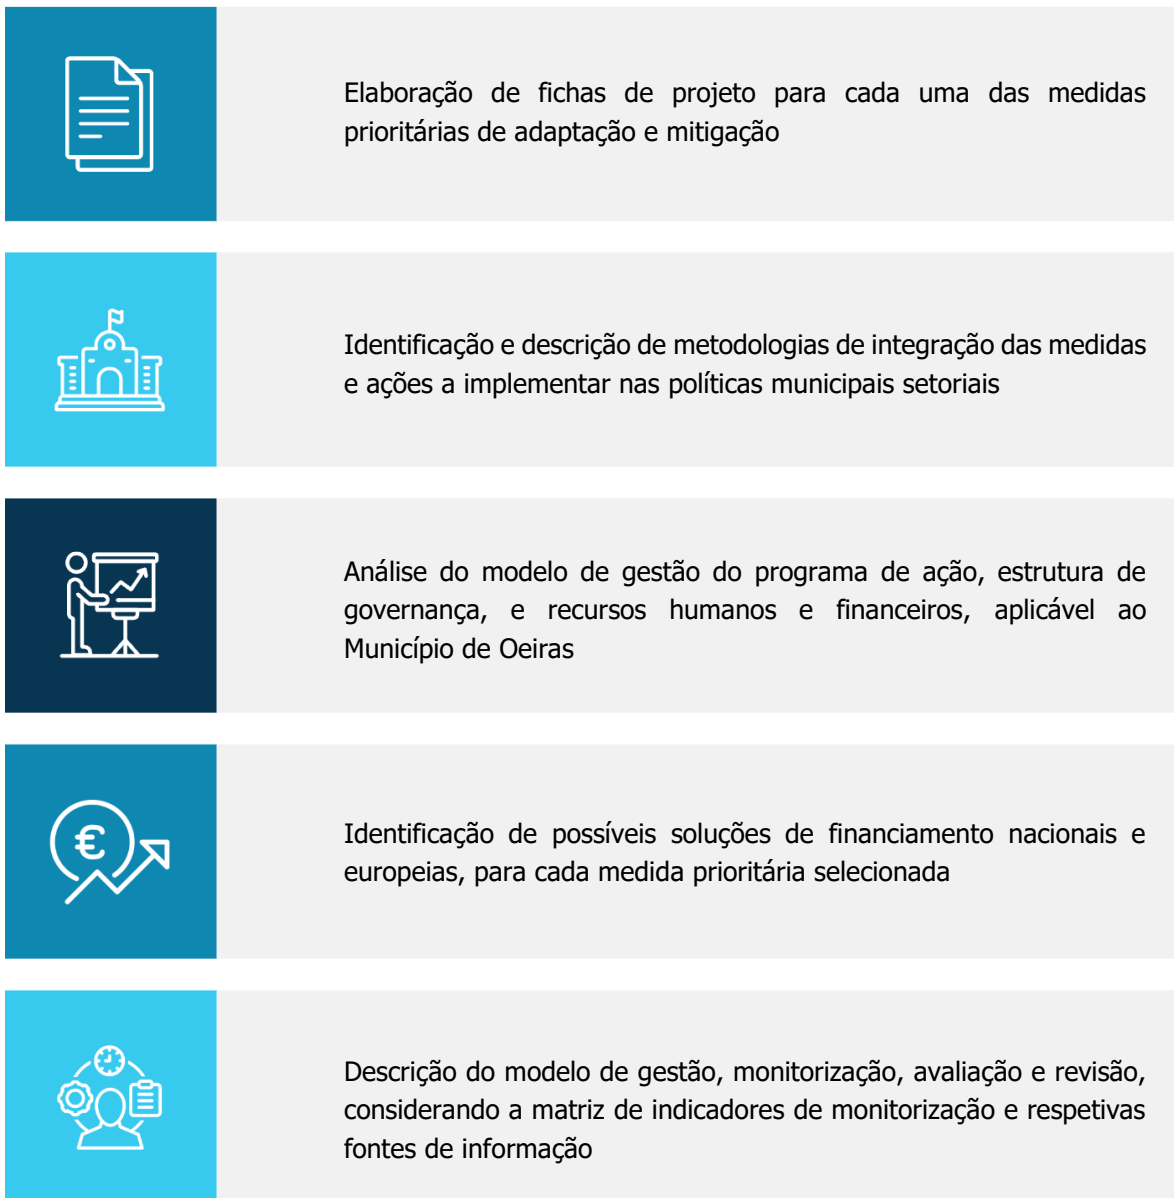 Elaboração de fichas de projeto para cada uma das medidas
prioritárias de adaptação e mitigação
Identificação e descrição de metodologias de integração das medidas
e ações a implementar nas políticas municipais setoriais
Análise do modelo de gestão do programa de ação, estrutura de
governança, e recursos humanos e financeiros, aplicável ao
Município de Oeiras
€
Identificação de possíveis soluções de financiamento nacionais e
europeias, para cada medida prioritária selecionada
Descrição do modelo de gestão, monitorização, avaliação e revisão,
considerando a matriz de indicadores de monitorização e respetivas
fontes de informação